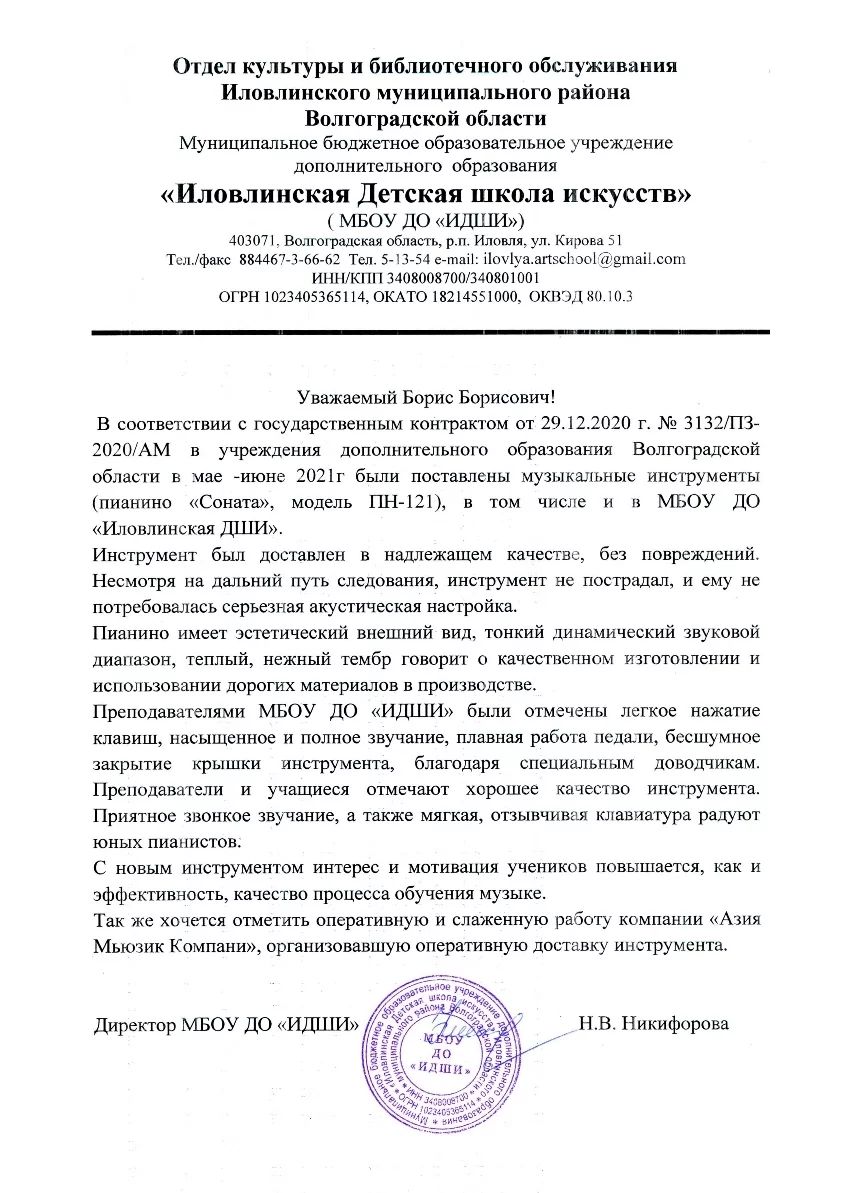 Отдел культуры и библиотечного обслуживания
Иловлинского муниципального района
Волгоградской области
Муниципальное бюджетное образовательное учреждение
дополнительного образования
«Иловлинская Детская школа искусств»
( МБОУ ДО «ИДШИ»)
403071, Волгоградская область, р.п. Иловля, ул. Кирова 51
Тел./факс 884467-3-66-62 Тел. 5-13-54 e-mail: ilovlya.artschool@gmail.com
ИНН/КПП 3408008700/340801001
ОГРН 1023405365114, ОКАТО 18214551000, ОКВЭД 80.10.3
Уважаемый Борис Борисович!
В соответствии с государственным контрактом от 29.12.2020 г. № 3132/ПЗ-
2020/АМ в учреждения дополнительного образования Волгоградской
области в мае -июне 2021г были поставлены музыкальные инструменты
(пианино «Соната», модель ПН-121), в том числе и в МБОУ ДО
«Иловлинская ДШИ».
Инструмент был доставлен в надлежащем качестве, без повреждений.
Несмотря на дальний путь следования, инструмент не пострадал, и ему не
потребовалась серьезная акустическая настройка.
Пианино имеет эстетический внешний вид, тонкий динамический звуковой
диапазон, теплый, нежный тембр говорит о качественном изготовлении и
использовании дорогих материалов в производстве.
Преподавателями МБОУ ДО «ИДШИ» были отмечены легкое нажатие
клавиш, насыщенное и полное звучание, плавная работа педали, бесшумное
закрытие крышки инструмента, благодаря специальным доводчикам.
Преподаватели и учащиеся отмечают хорошее качество инструмента.
Приятное звонкое звучание, а также мягкая, отзывчивая клавиатура радуют
юных пианистов.
С новым инструментом интерес и мотивация учеников повышается, как и
эффективность, качество процесса обучения музыке.
Так же хочется отметить оперативную и слаженную работу компании «Азия
Мьюзик Компани», организовавшую оперативную доставку инструмента.
Директор МБОУ ДО «ИДШИ» Н.В. Никифорова
Муниципальное бюджетное образовательное учреждение дополнительного образования
«Иловлинская Детская школа искусств» Иловлинского
муниципального района Волгоградской области
ИНН 3408008700
ОГРН 1023405365114
МБОУ
ДО
«ИДШИ»